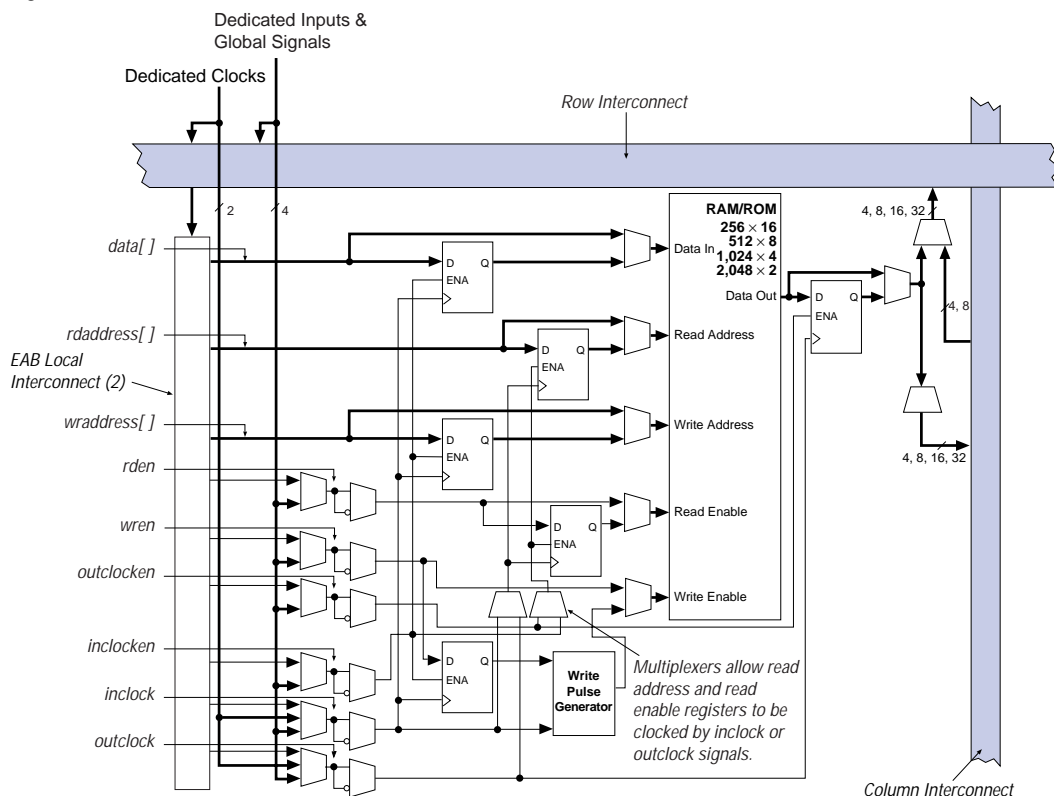 Dedicated Inputs &
Global Signals
Dedicated Clocks
Row Interconnect
2
4
RAM/ROM
256 × 16
512 × 8
1,024 × 4
2,048 × 2
4, 8, 16, 32
data[ ]
D
Q
ENA
Data In
Data Out
D
Q
ENA
4, 8
rdaddress[ ]
D
Q
ENA
Read Address
EAB Local
Interconnect (2)
wraddress[ ]
D
Q
ENA
Write Address
4, 8, 16, 32
rden
Read Enable
D
Q
ENA
wren
outclocken
Write Enable
inclocken
D
Q
ENA
Write
Pulse
Generator
Multiplexers allow read
address and read
enable registers to be
clocked by inclock or
outclock signals.
inclock
outclock
Column Interconnect